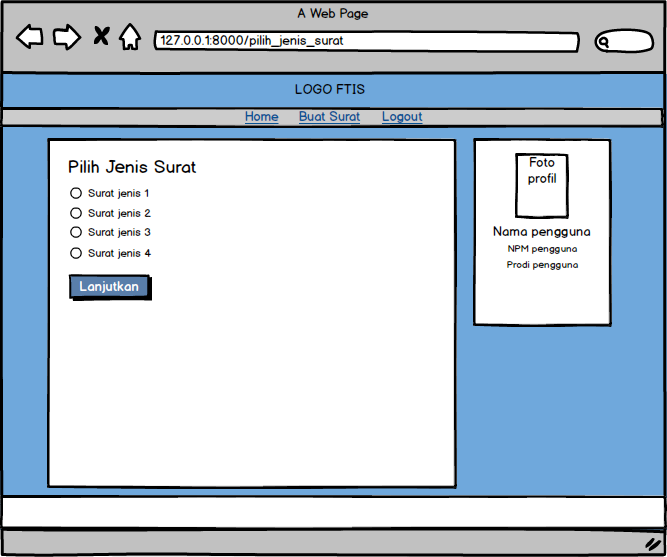 A Web Page
127.0.0.1:8000/pilih_jenis_surat
LOGO FTIS
Home Buat Surat Logout
Pilih Jenis Surat
Surat jenis 1
Surat jenis 2
Surat jenis 3
Surat jenis 4
Lanjutkan
Foto
profil
Nama pengguna
NPM pengguna
Prodi pengguna